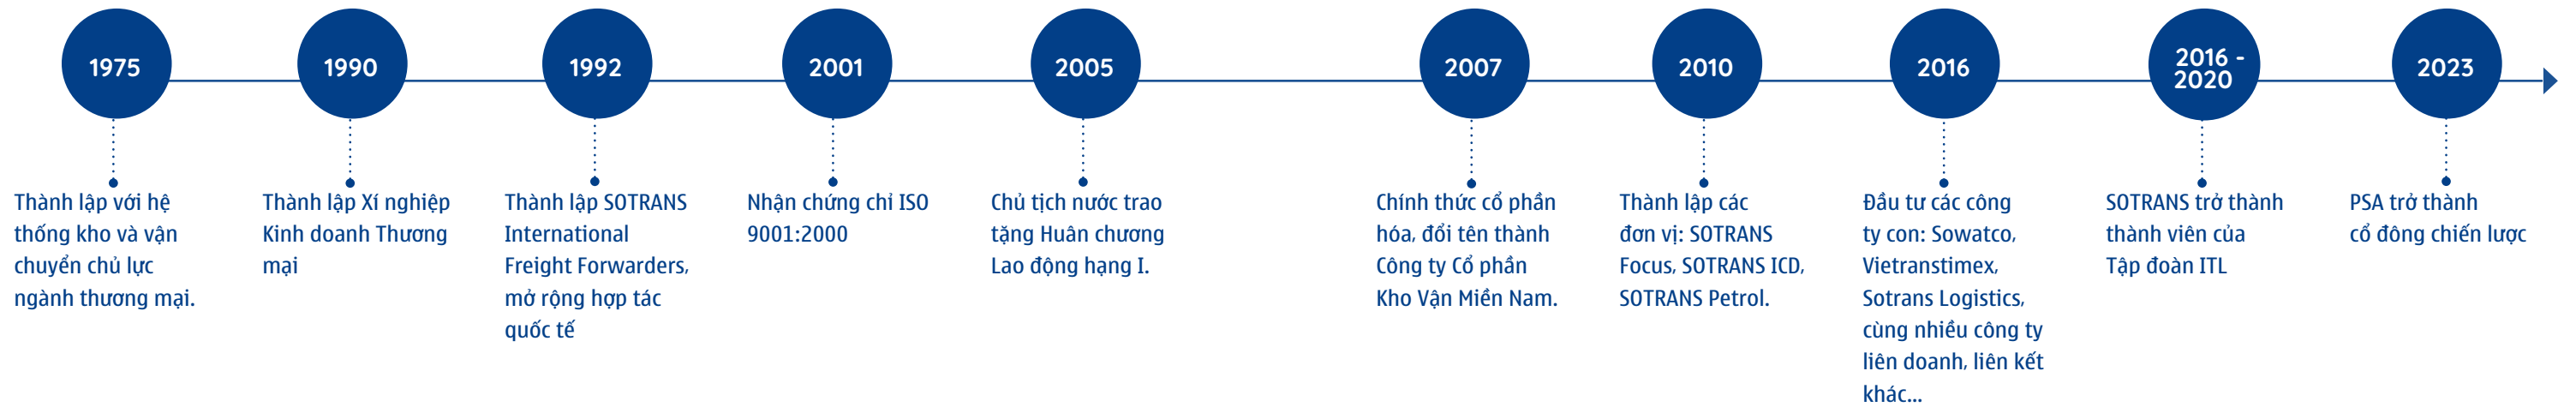 1975
Thành lập với hệ
thống kho và vận
chuyển chủ lực
ngành thương mại.
1990
Thành lập Xí nghiệp
Kinh doanh Thương
mại
1992
Thành lập SOTRANS
International
Freight Forwarders,
mở rộng hợp tác
quốc tế
2001
Nhận chứng chỉ ISO
9001:2000
2005
Chủ tịch nước trao
tặng Huân chương
Lao động hạng I.
2007
Chính thức cổ phần
hóa, đổi tên thành
Công ty Cổ phần
Kho Vận Miền Nam.
2010
Thành lập các
đơn vị: SOTRANS
Focus, SOTRANS ICD,
SOTRANS Petrol.
2016
Đầu tư các công
ty con: Sowatco,
Vietranstimex,
Sotrans Logistics,
cùng nhiều công ty
liên doanh, liên kết
khác...
2016 -
2020
SOTRANS trở thành
thành viên của
Tập đoàn ITL
2023
PSA trở thành
cổ đông chiến lược